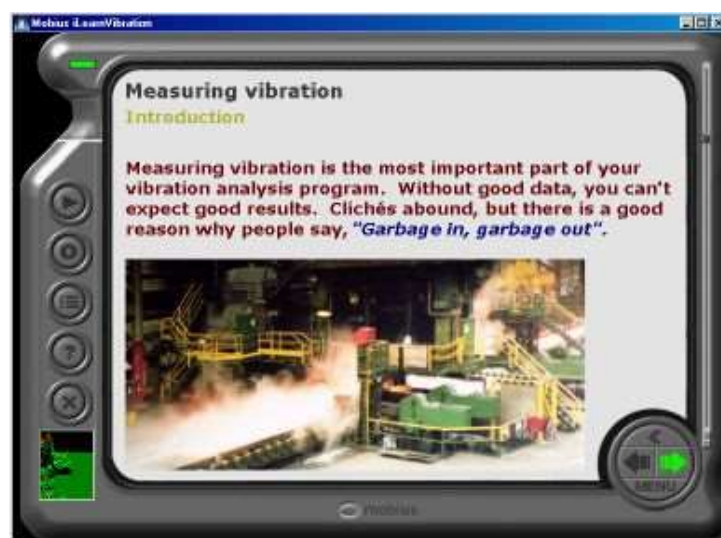 Mobius iLearnVibration
Measuring vibration
Introduction
Measuring vibration is the most important part of your
vibration analysis program. Without good data, you can't
expect good results. Clichés abound, but there is a good
reason why people say, "Garbage in, garbage out".
?
MENU
mobius